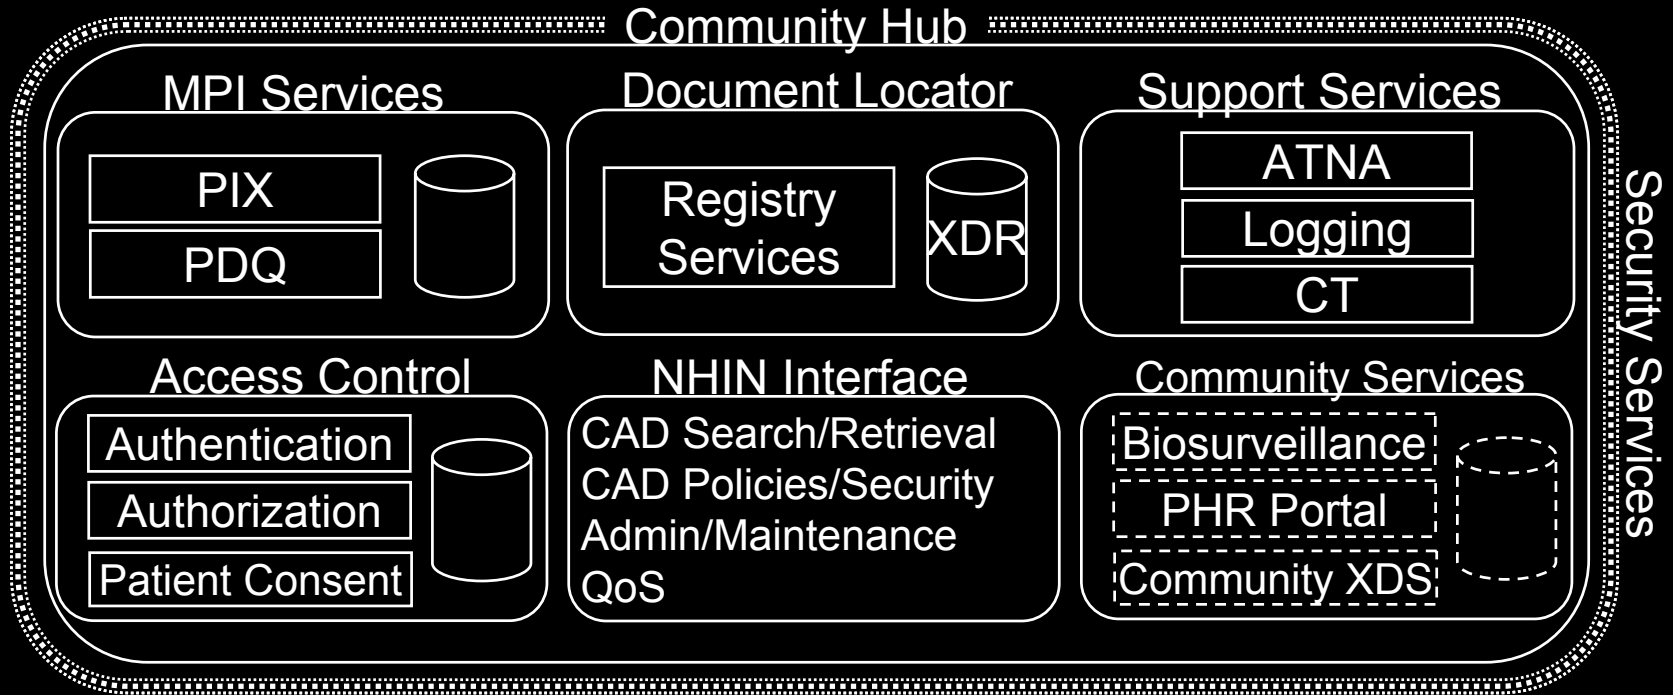 Community Hub
MPI Services
PIX
PDQ
Document Locator
Registry
Services
XDR
Support Services
ATNA
Logging
CT
Access Control
Authentication
Authorization
Patient Consent
NHIN Interface
CAD Search/Retrieval
CAD Policies/Security
Admin/Maintenance
QoS
Community Services
Biosurveillance
PHR Portal
Community XDS
Security Services